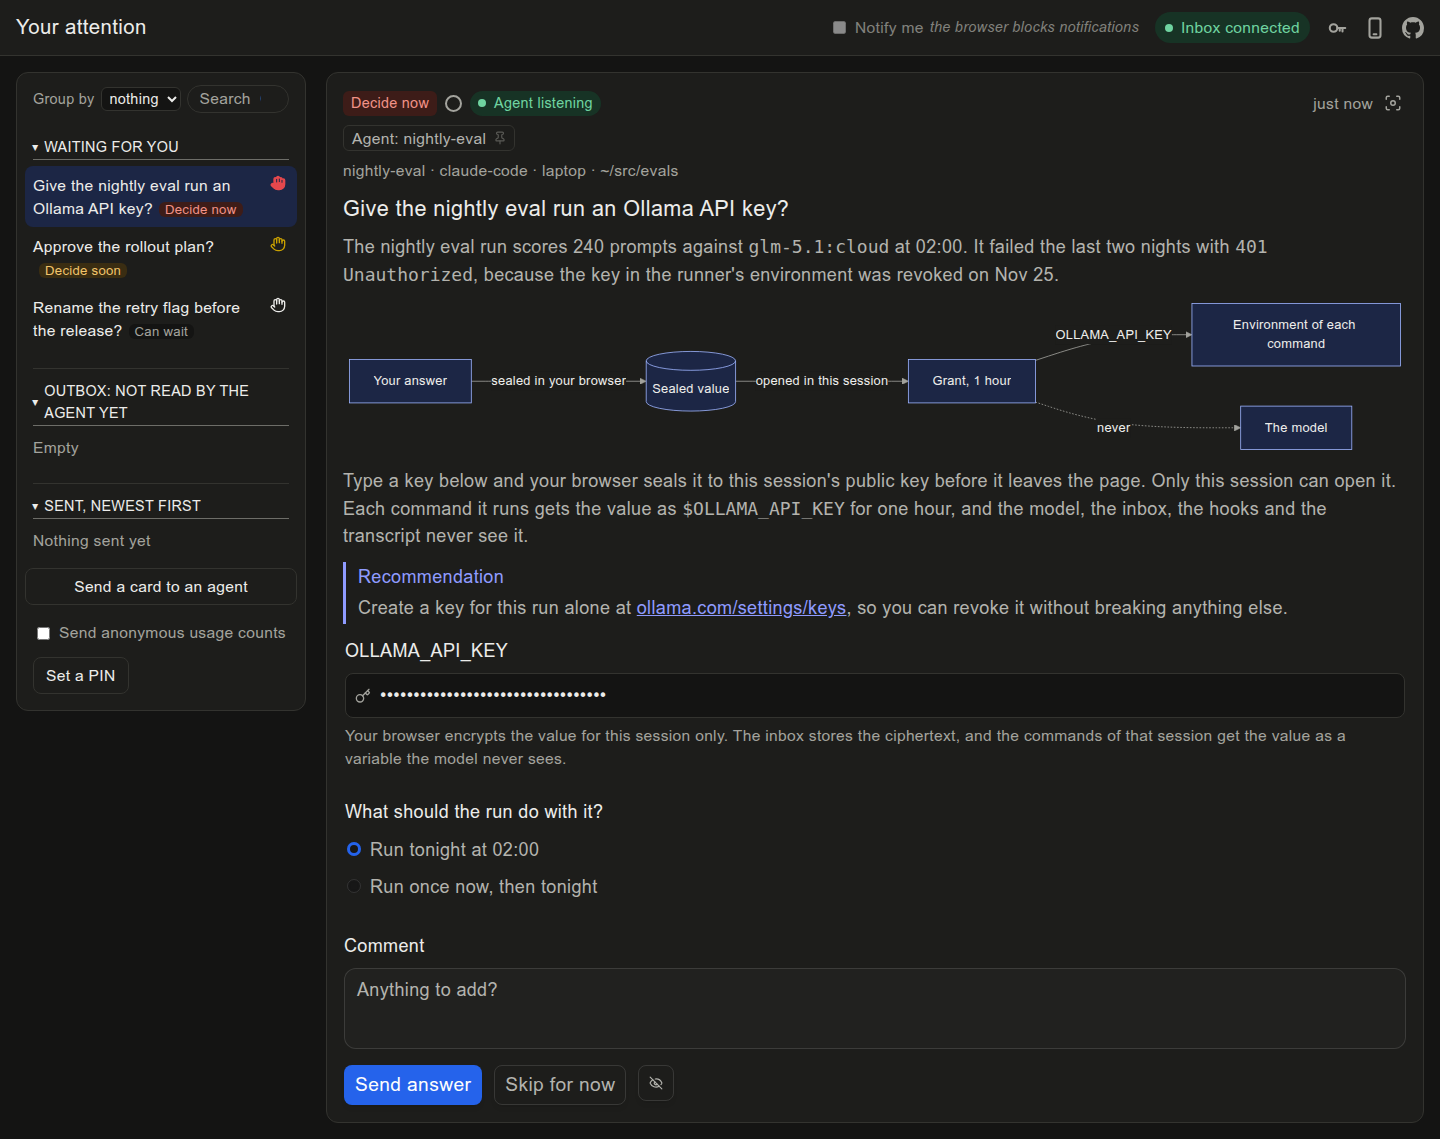 Your attention
Notify me the browser blocks notifications
Inbox connected
Group by nothing
Search
WAITING FOR YOU
Give the nightly eval run an
Ollama API key? Decide now
Approve the rollout plan?
Decide soon
Rename the retry flag before
the release? Can wait
OUTBOX: NOT READ BY THE
AGENT YET
Empty
SENT, NEWEST FIRST
Nothing sent yet
Send a card to an agent
Send anonymous usage counts
Set a PIN
Decide now
Agent listening
just now
Agent: nightly-eval
nightly-eval · claude-code · laptop · ~/src/evals
Give the nightly eval run an Ollama API key?
The nightly eval run scores 240 prompts against glm-5.1:cloud at 02:00. It failed the last two nights with 401
Unauthorized, because the key in the runner's environment was revoked on Nov 25.
Your answer
sealed in your browser
Sealed value
opened in this session
Grant, 1 hour
OLLAMA_API_KEY
Environment of each
command
never
The model
Type a key below and your browser seals it to this session's public key before it leaves the page. Only this session can open it.
Each command it runs gets the value as $OLLAMA_API_KEY for one hour, and the model, the inbox, the hooks and the
transcript never see it.
Recommendation
Create a key for this run alone at ollama.com/settings/keys, so you can revoke it without breaking anything else.
OLLAMA_API_KEY
••••••••••••••••••••••••••••••••••
Your browser encrypts the value for this session only. The inbox stores the ciphertext, and the commands of that session get the value as a
variable the model never sees.
What should the run do with it?
Run tonight at 02:00
Run once now, then tonight
Comment
Anything to add?
Send answer
Skip for now